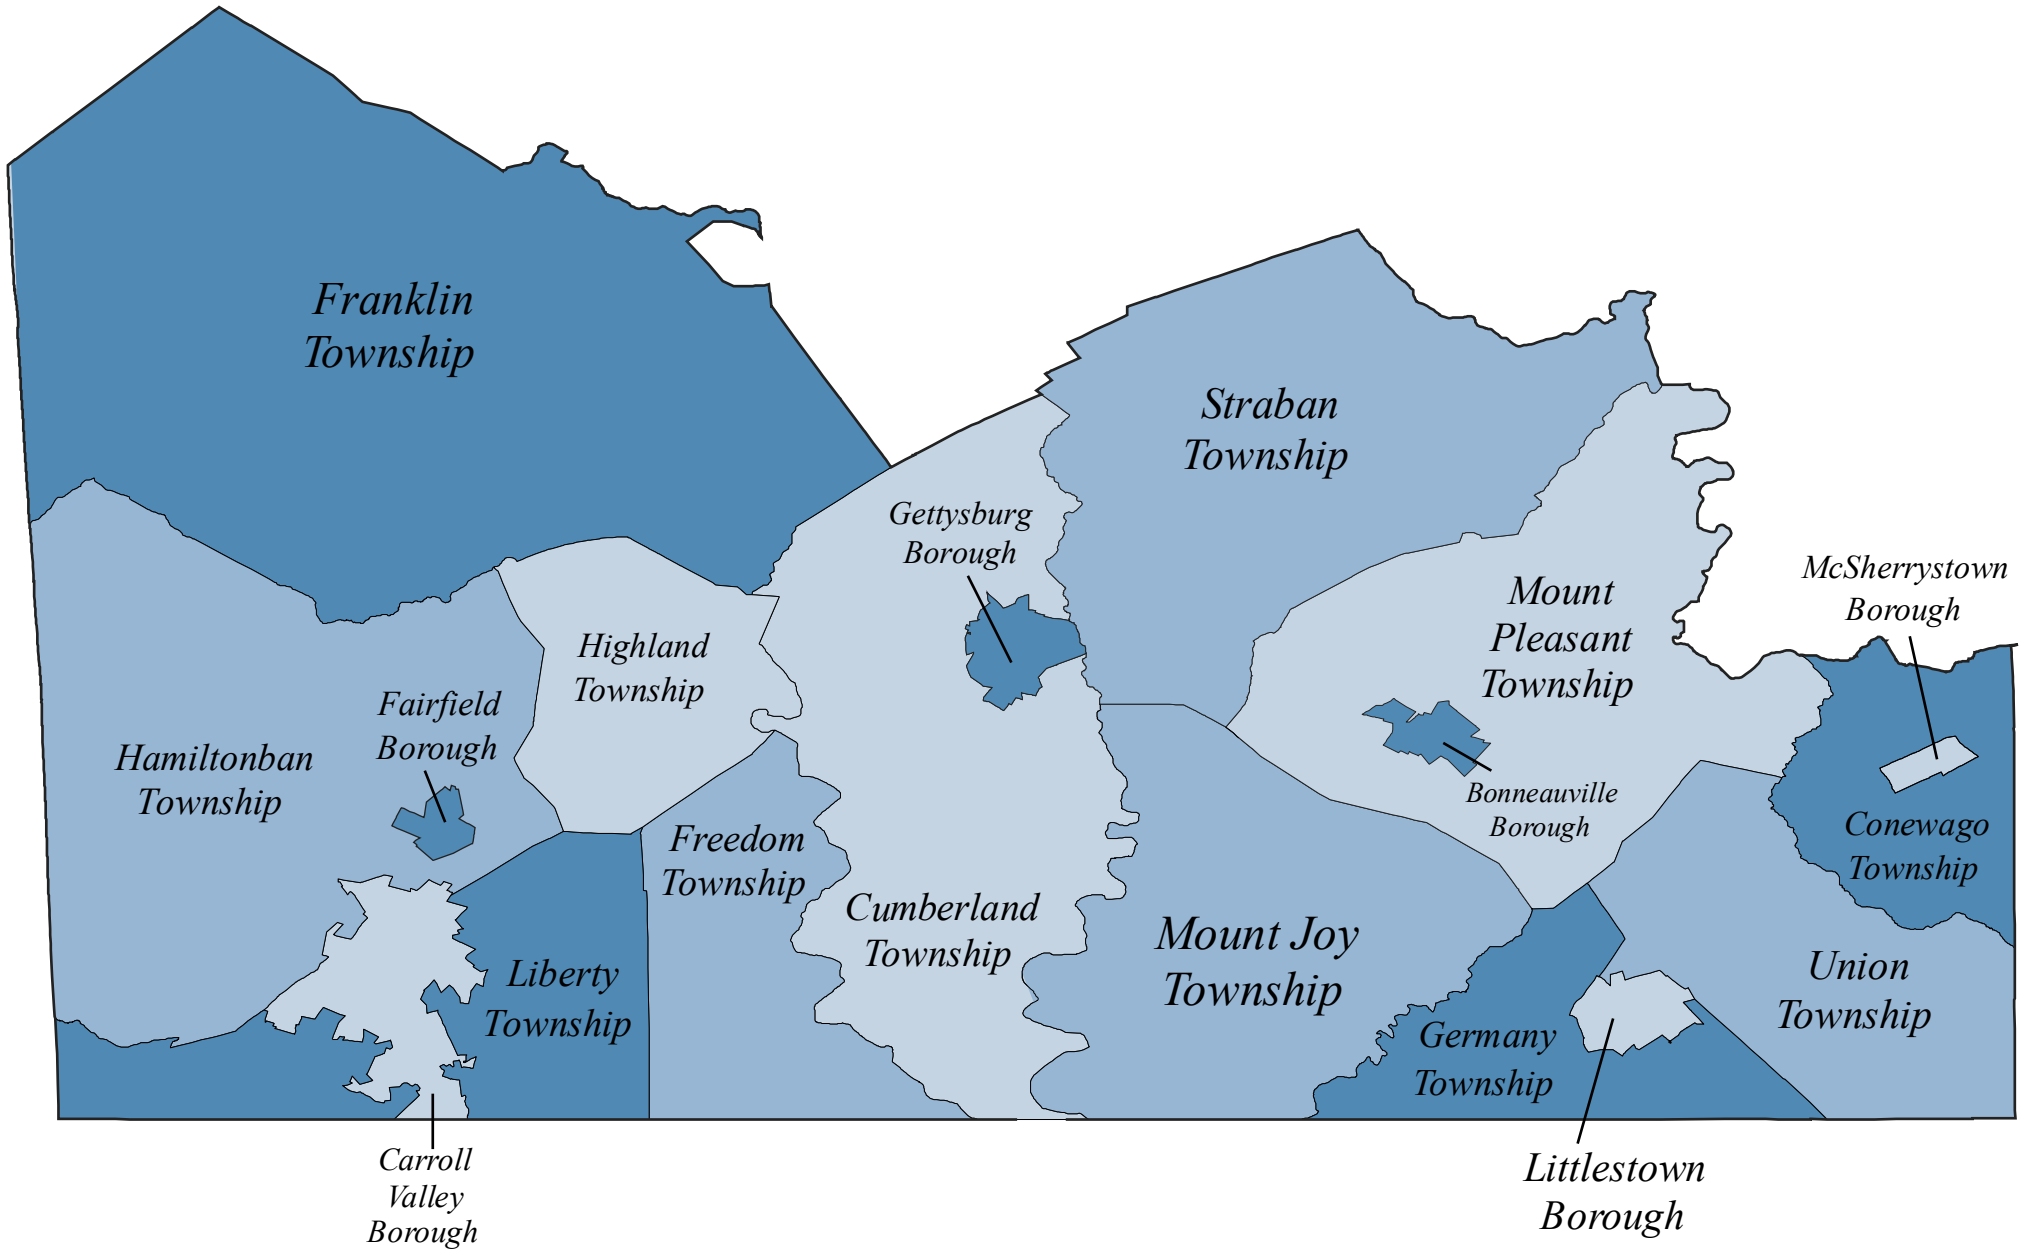 Franklin
Township
Straban
Township
Gettysburg
Borough
McSherrystown
Borough
Mount
Pleasant
Township
Highland
Township
Fairfield
Borough
Hamiltonban
Township
Bonneauville
Borough
Freedom
Township
Conewago
Township
Cumberland
Township
Mount Joy
Township
Liberty
Township
Union
Township
Germany
Township
Carroll
Valley
Borough
Littlestown
Borough